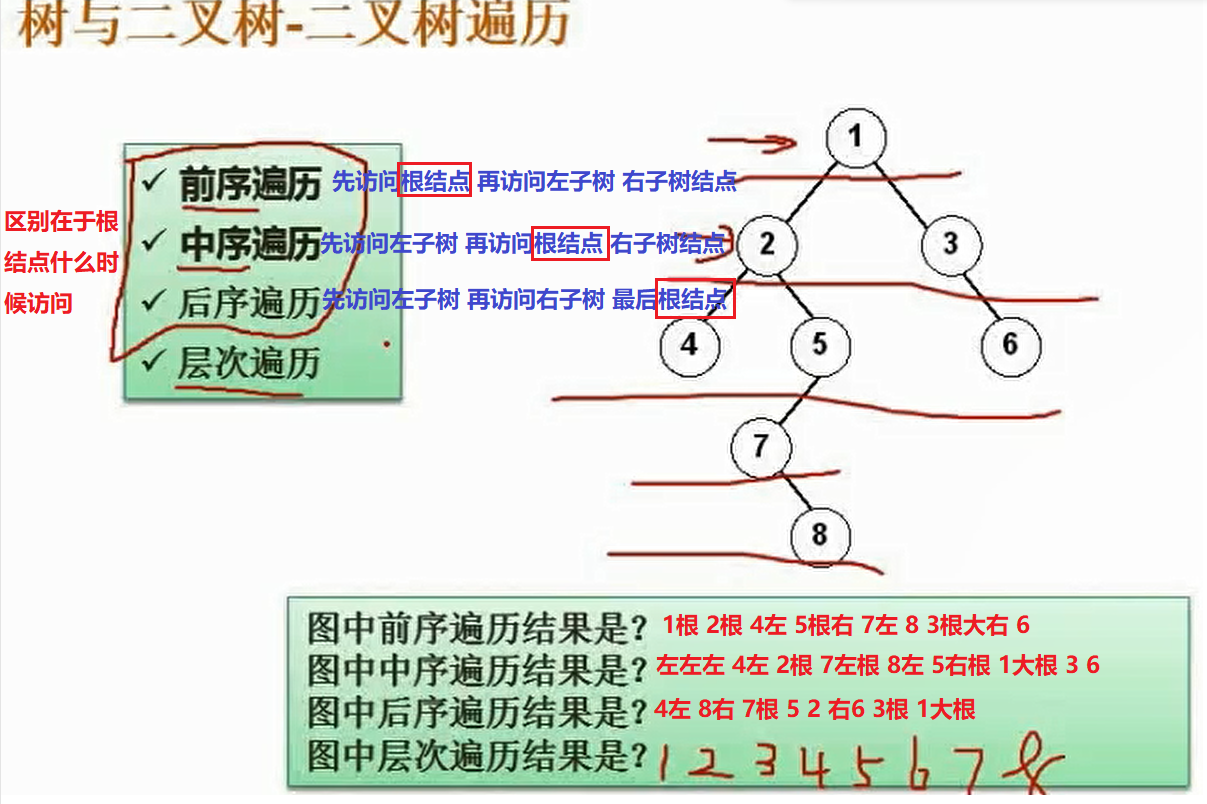 树与二叉树-二叉树遍历
1
✓ 前序遍历 先访问根结点 再访问左子树 右子树结点
区别在于根
结点什么时
候访问
✓ 中序遍历 先访问左子树 再访问根结点 右子树结点
2 3
✓ 后序遍历 先访问左子树 再访问右子树 最后根结点
4 5 6
✓ 层次遍历
7
8
图中前序遍历结果是? 1根 2根 4左 5根右 7左 8 3根大右 6
图中中序遍历结果是? 左左左 4左 2根 7左根 8左 5右根 1大根 3 6
图中后序遍历结果是? 4左 8右 7根 5 2 右6 3根 1大根
图中层次遍历结果是? 1 2 3 4 5 6 7 8